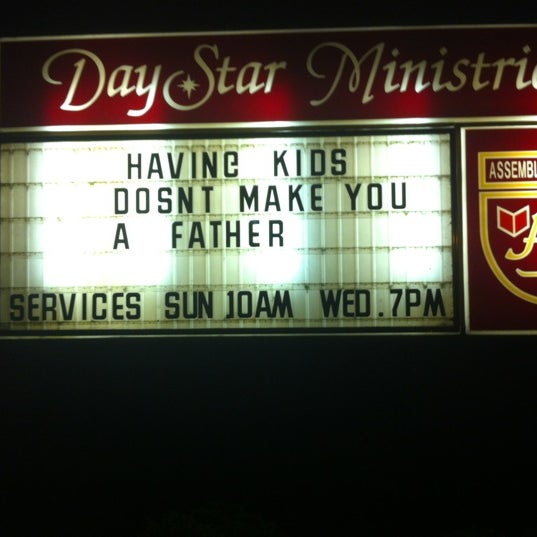 DayStar Ministri
HAVING KIDS
DOSNT MAKE YOU
A FATHER
SERVICES SUN 10AM WED. 7PM
ASSEMBL
A